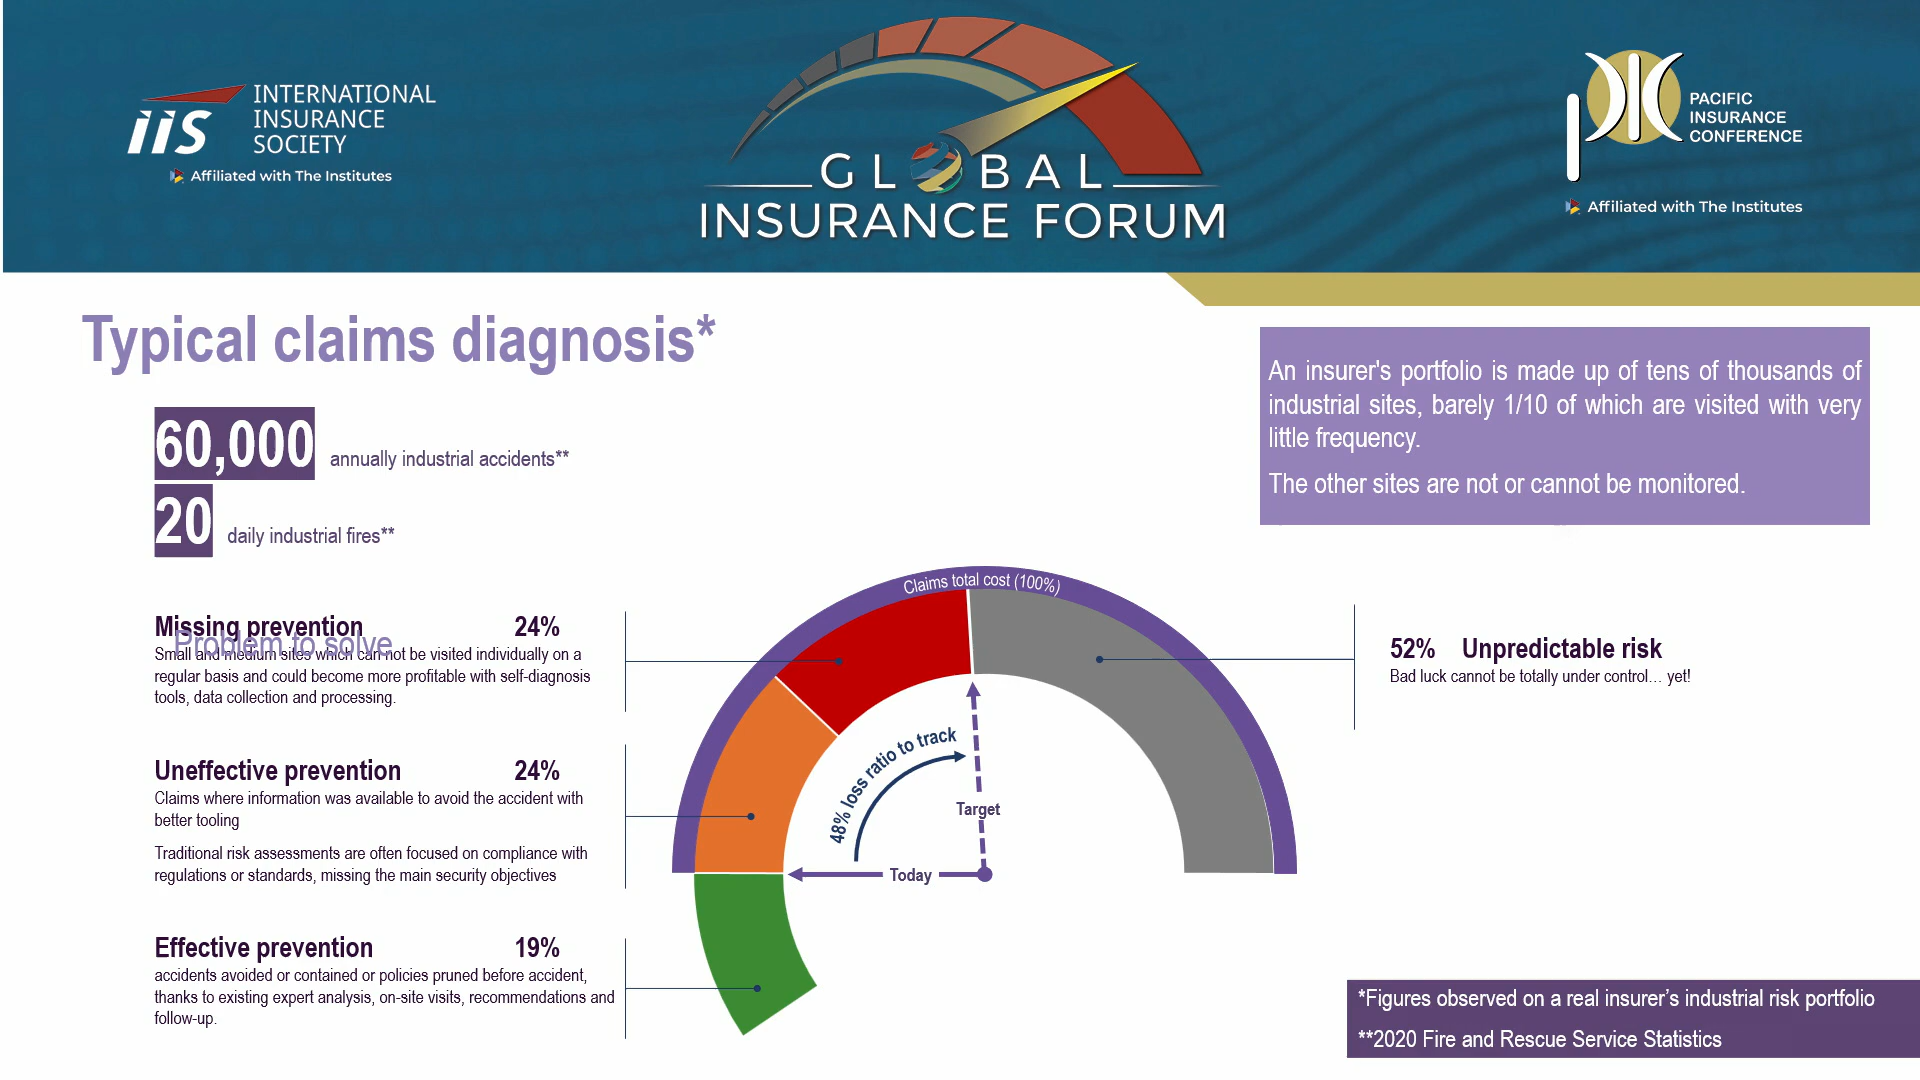 iis
INTERNATIONAL
INSURANCE
SOCIETY
Affiliated with The Institutes
GLOBAL
INSURANCE FORUM
PIC
PACIFIC
INSURANCE
CONFERENCE
Affiliated with The Institutes
Typical claims diagnosis*
60,000 annually industrial accidents**
20 daily industrial fires**
An insurer's portfolio is made up of tens of thousands of
industrial sites, barely 1/10 of which are visited with very
little frequency.
The other sites are not or cannot be monitored.
Missing prevention 24%
Problem to solve
Small and medium sites which can not be visited individually on a
regular basis and could become more profitable with self-diagnosis
tools, data collection and processing.
Uneffective prevention 24%
Claims where information was available to avoid the accident with
better tooling
Traditional risk assessments are often focused on compliance with
regulations or standards, missing the main security objectives
Effective prevention 19%
accidents avoided or contained or policies pruned before accident,
thanks to existing expert analysis, on-site visits, recommendations and
follow-up.
Claims total cost (100%)
48% loss ratio to track
Target
Today
52% Unpredictable risk
Bad luck cannot be totally under control... yet!
*Figures observed on a real insurer’s industrial risk portfolio
**2020 Fire and Rescue Service Statistics